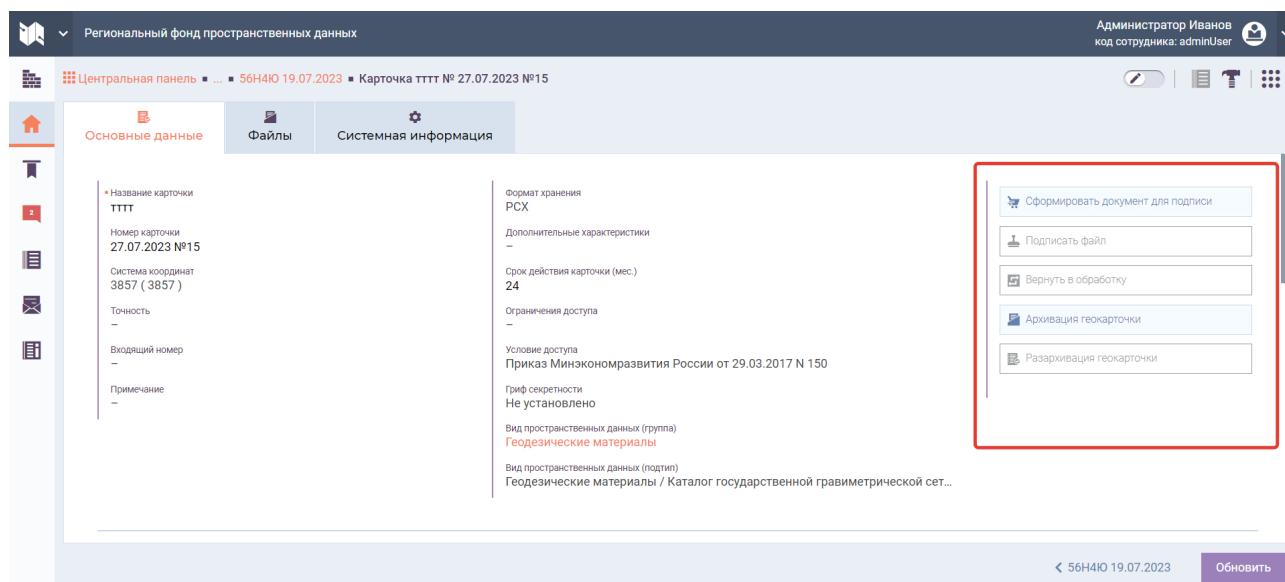 Региональный фонд пространственных данных
Администратор Иванов
код сотрудника: adminUser
Центральная панель ▪ ... ▪ 56Н4Ю 19.07.2023 ▪ Карточка тттт № 27.07.2023 №15
Основные данные
Файлы
Системная информация
2
* Название карточки
тттт
Номер карточки
27.07.2023 №15
Система координат
3857 ( 3857 )
Точность
–
Входящий номер
–
Примечание
–
Формат хранения
PCX
Дополнительные характеристики
–
Срок действия карточки (мес.)
24
Ограничения доступа
–
Условие доступа
Приказ Минэкономразвития России от 29.03.2017 N 150
Гриф секретности
Не установлено
Вид пространственных данных (группа)
Геодезические материалы
Вид пространственных данных (подтип)
Геодезические материалы / Каталог государственной гравиметрической сет...
Сформировать документ для подписи
Подписать файл
Вернуть в обработку
Архивация геокарточки
Разархивация геокарточки
56Н4Ю 19.07.2023
Обновить